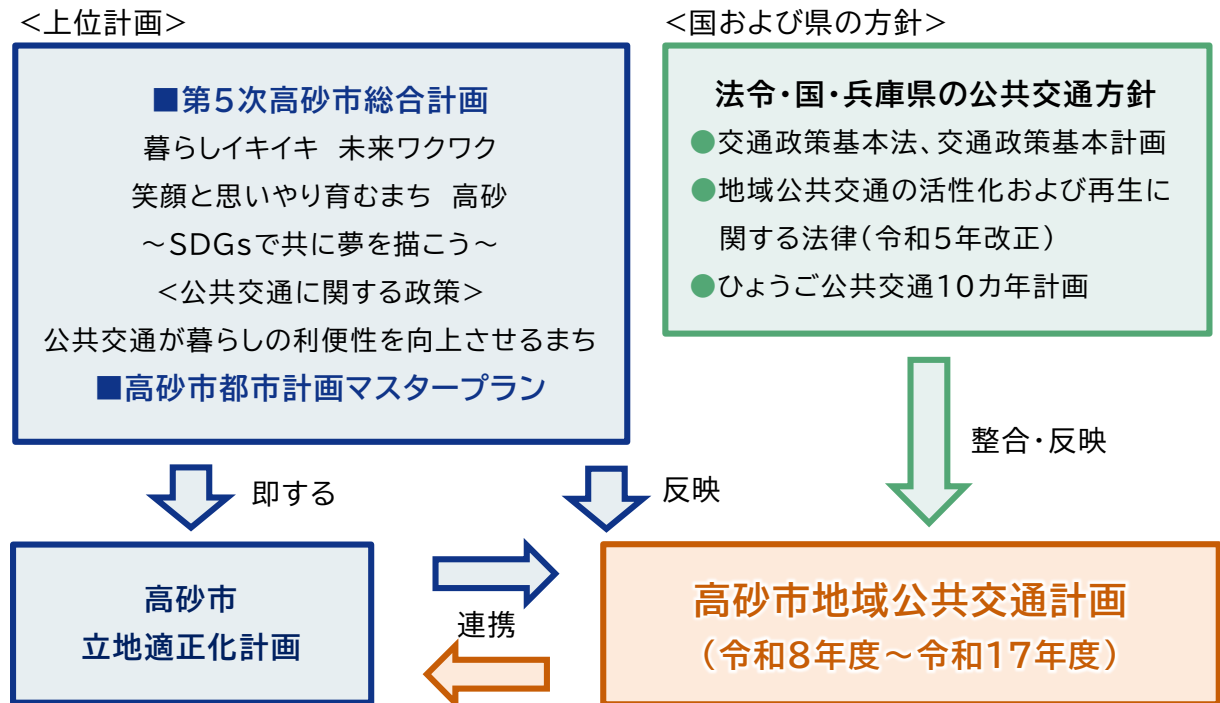 <上位計画>
■第5次高砂市総合計画
暮らしイキイキ 未来ワクワク
笑顔と思いやり育むまち 高砂
～SDGsで共に夢を描こう～
<公共交通に関する政策>
公共交通が暮らしの利便性を向上させるまち
■高砂市都市計画マスタープラン
<国および県の方針>
法令・国・兵庫県の公共交通方針
●交通政策基本法、交通政策基本計画
●地域公共交通の活性化および再生に
関する法律(令和5年改正)
●ひょうご公共交通10カ年計画
即する
反映
整合・反映
高砂市
立地適正化計画
連携
高砂市地域公共交通計画
(令和8年度～令和17年度)